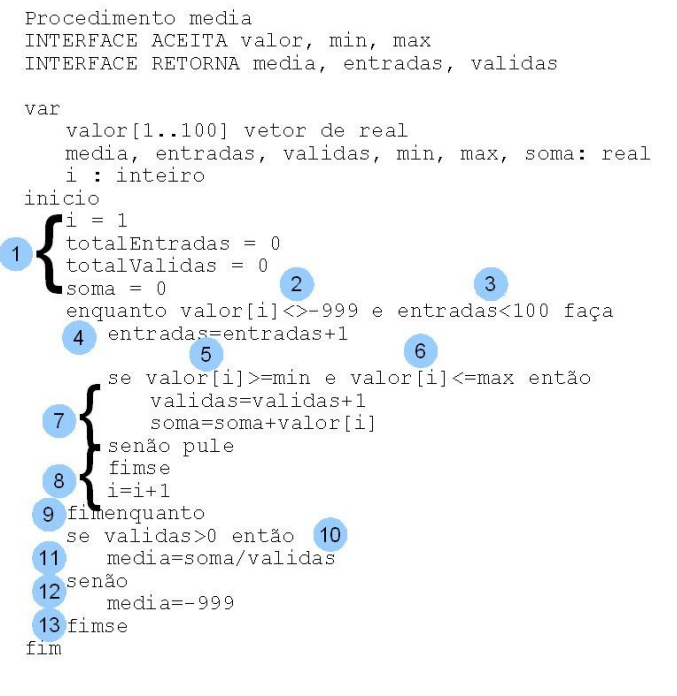 Procedimento media
INTERFACE ACEITA valor, min, max
INTERFACE RETORNA media, entradas, validas
var
valor[1..100] vetor de real
media, entradas, validas, min, max, soma: real
i : inteiro
inicio
i = 1
1 totalEntradas = 0
totalValidas = 0
soma = 0
2 3
enquanto valor[i]<>-999 e entradas<100 faça
4 entradas=entradas+1
5 6
se valor[i]>=min e valor[i]<=max então
validas=validas+1
7 soma=soma+valor[i]
senão pule
8 fimse
i=i+1
9 fimenquanto
se validas>0 então 10
11 media=soma/validas
12 senão
media=-999
13 fimse
fim